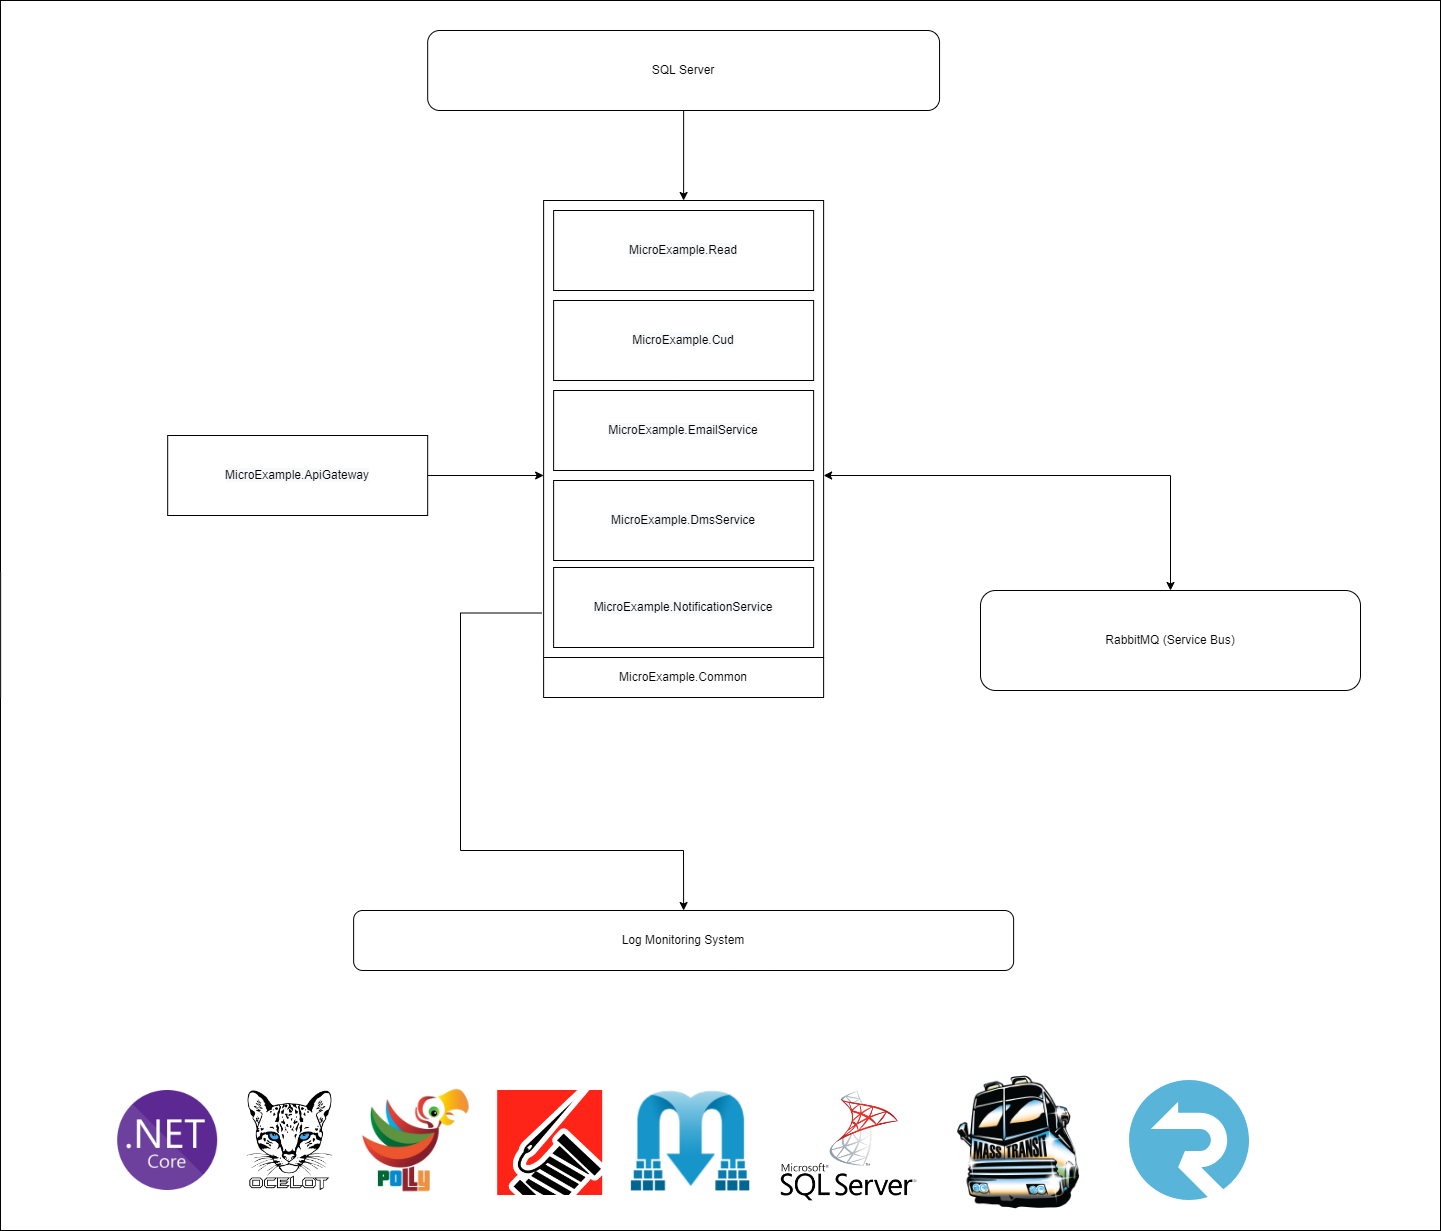 SQL Server
MicroExample.Read
MicroExample.Cud
MicroExample.EmailService
MicroExample.ApiGateway
MicroExample.DmsService
MicroExample.NotificationService
RabbitMQ (Service Bus)
MicroExample.Common
Log Monitoring System
.NET
Core
OCELOT
POLLY
Microsoft®
SQL Server®
MASS TRANSIT